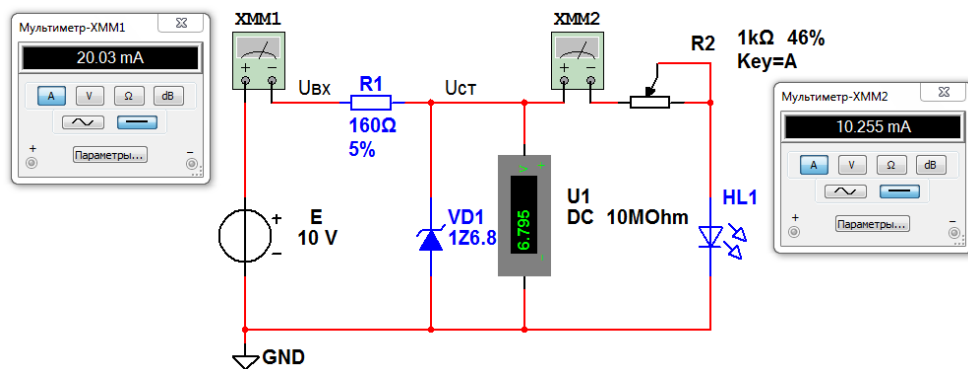 Мультиметр-XMM1
20.03 mA
A V Ω dB
+ −
Параметры...
XMM1
+ −
Uвх
R1
160Ω
5%
Uст
XMM2
+ −
R2
1kΩ 46%
Key=A
Мультиметр-XMM2
10.255 mA
A V Ω dB
+ −
Параметры...
E
10 V
+
−
VD1
1Z6.8
V
+
6.795
-
U1
DC 10MOhm
HL1
GND